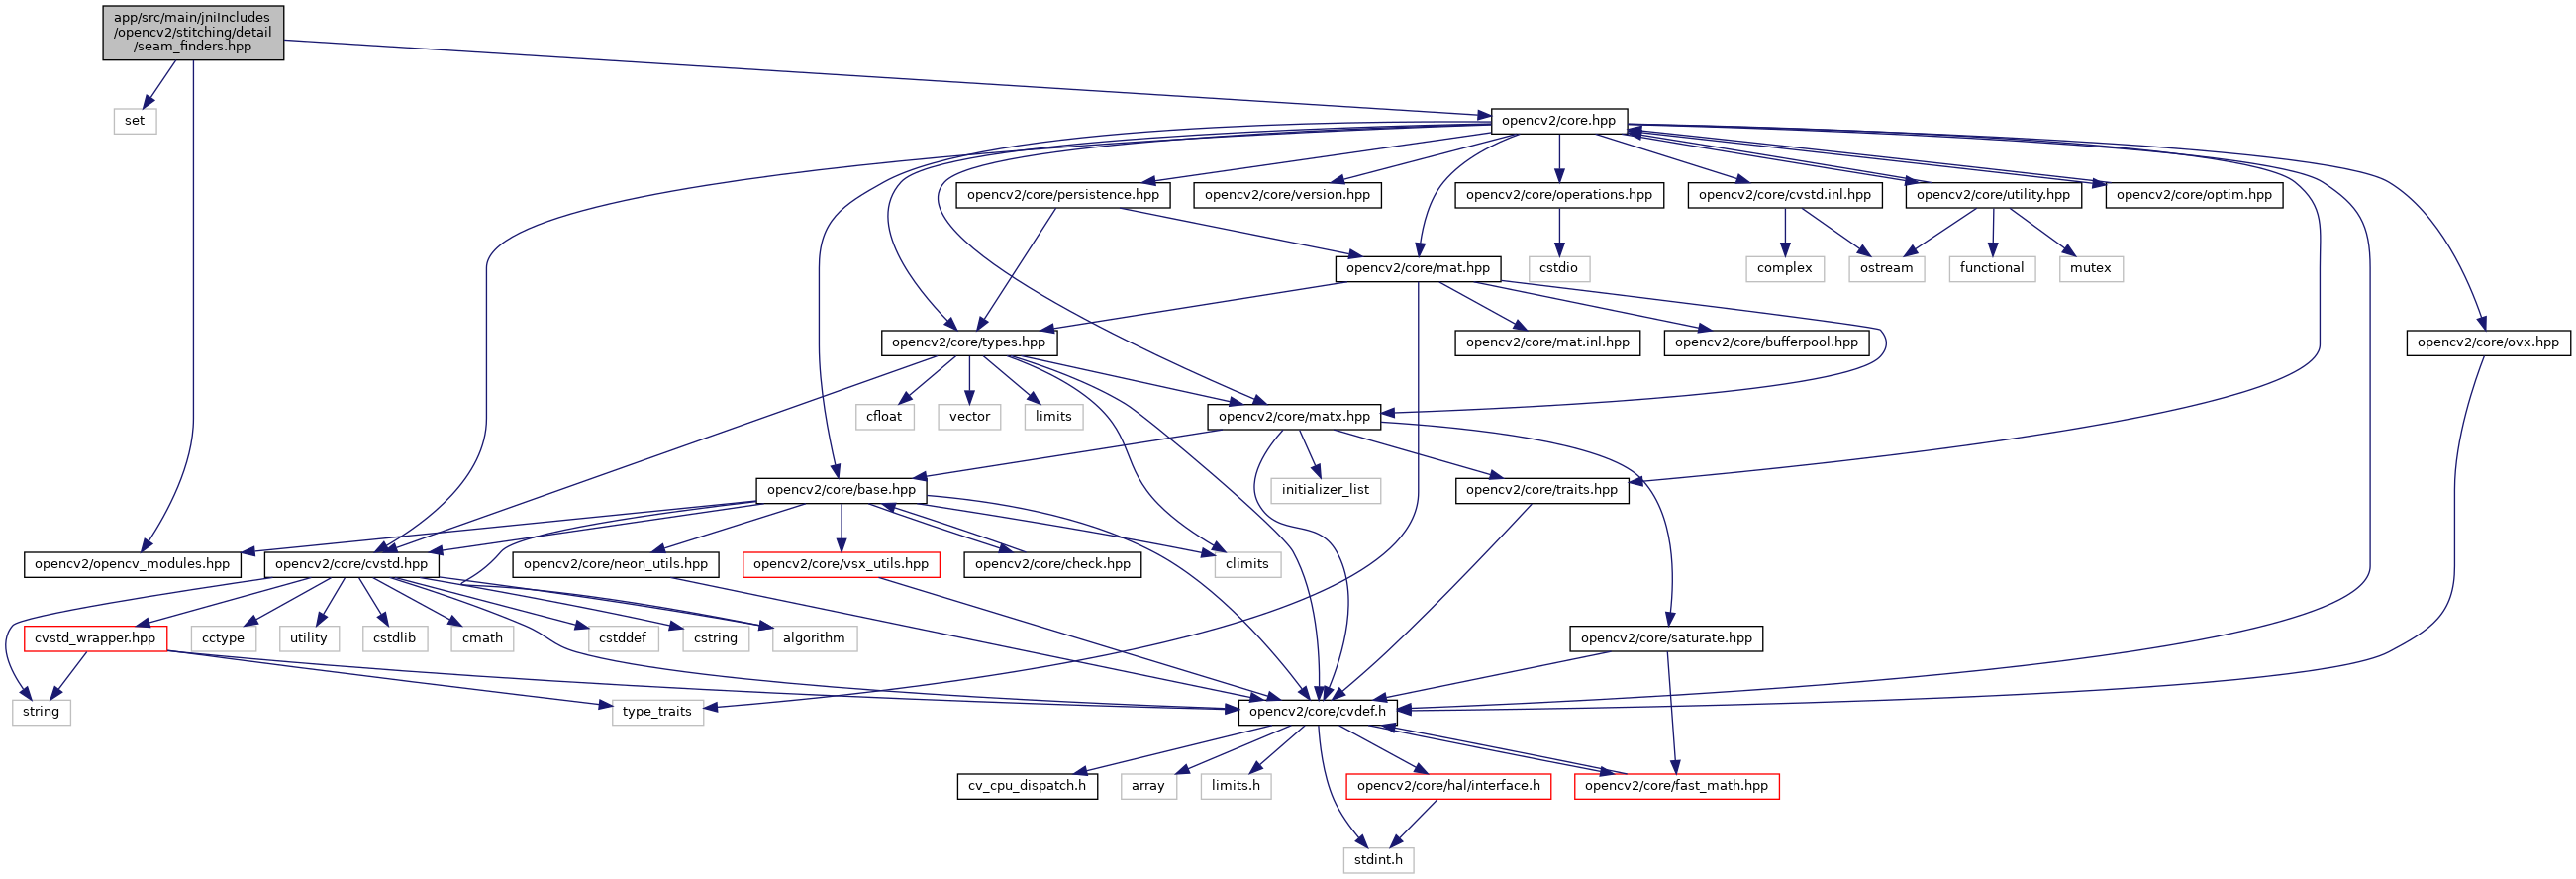 app/src/main/jniIncludes
/opencv2/stitching/detail
/seam_finders.hpp
set
opencv2/core.hpp
opencv2/core/persistence.hpp
opencv2/core/version.hpp
opencv2/core/operations.hpp
opencv2/core/cvstd.inl.hpp
opencv2/core/utility.hpp
opencv2/core/optim.hpp
opencv2/core/mat.hpp
cstdio
complex
ostream
functional
mutex
opencv2/core/types.hpp
opencv2/core/mat.inl.hpp
opencv2/core/bufferpool.hpp
opencv2/core/ovx.hpp
cfloat
vector
limits
opencv2/core/matx.hpp
opencv2/core/base.hpp
initializer_list
opencv2/core/traits.hpp
opencv2/opencv_modules.hpp
opencv2/core/cvstd.hpp
opencv2/core/neon_utils.hpp
opencv2/core/vsx_utils.hpp
opencv2/core/check.hpp
climits
cvstd_wrapper.hpp
cctype
utility
cstdlib
cmath
cstddef
cstring
algorithm
opencv2/core/saturate.hpp
string
type_traits
opencv2/core/cvdef.h
cv_cpu_dispatch.h
array
limits.h
opencv2/core/hal/interface.h
opencv2/core/fast_math.hpp
stdint.h